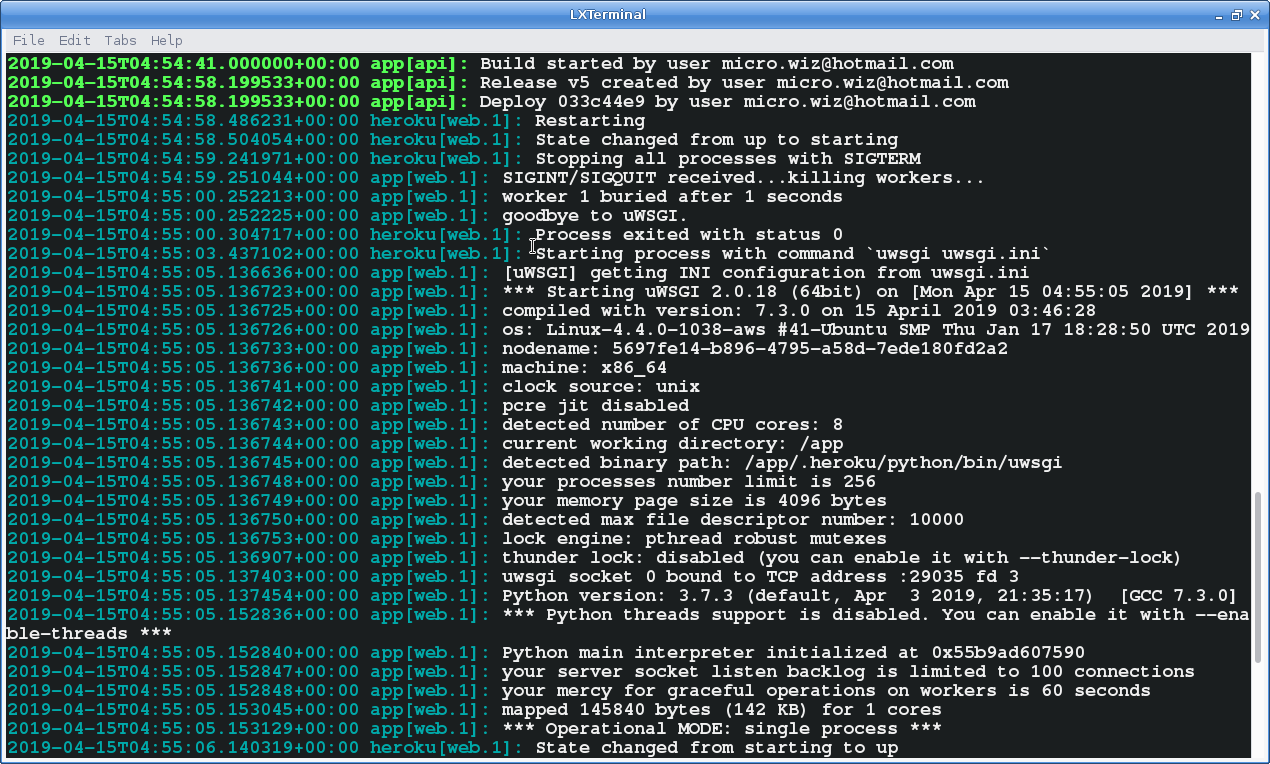 LXTerminal
File Edit Tabs Help
2019-04-15T04:54:41.000000+00:00 app[api]: Build started by user micro.wiz@hotmail.com
2019-04-15T04:54:58.199533+00:00 app[api]: Release v5 created by user micro.wiz@hotmail.com
2019-04-15T04:54:58.199533+00:00 app[api]: Deploy 033c44e9 by user micro.wiz@hotmail.com
2019-04-15T04:54:58.486231+00:00 heroku[web.1]: Restarting
2019-04-15T04:54:58.504054+00:00 heroku[web.1]: State changed from up to starting
2019-04-15T04:54:59.241971+00:00 heroku[web.1]: Stopping all processes with SIGTERM
2019-04-15T04:54:59.251044+00:00 app[web.1]: SIGINT/SIGQUIT received...killing workers...
2019-04-15T04:55:00.252213+00:00 app[web.1]: worker 1 buried after 1 seconds
2019-04-15T04:55:00.252225+00:00 app[web.1]: goodbye to uWSGI.
2019-04-15T04:55:00.304717+00:00 heroku[web.1]: Process exited with status 0
2019-04-15T04:55:03.437102+00:00 heroku[web.1]: Starting process with command `uwsgi uwsgi.ini`
2019-04-15T04:55:05.136636+00:00 app[web.1]: [uWSGI] getting INI configuration from uwsgi.ini
2019-04-15T04:55:05.136723+00:00 app[web.1]: *** Starting uWSGI 2.0.18 (64bit) on [Mon Apr 15 04:55:05 2019] ***
2019-04-15T04:55:05.136725+00:00 app[web.1]: compiled with version: 7.3.0 on 15 April 2019 03:46:28
2019-04-15T04:55:05.136726+00:00 app[web.1]: os: Linux-4.4.0-1038-aws #41-Ubuntu SMP Thu Jan 17 18:28:50 UTC 2019
2019-04-15T04:55:05.136733+00:00 app[web.1]: nodename: 5697fe14-b896-4795-a58d-7ede180fd2a2
2019-04-15T04:55:05.136736+00:00 app[web.1]: machine: x86_64
2019-04-15T04:55:05.136741+00:00 app[web.1]: clock source: unix
2019-04-15T04:55:05.136742+00:00 app[web.1]: pcre jit disabled
2019-04-15T04:55:05.136743+00:00 app[web.1]: detected number of CPU cores: 8
2019-04-15T04:55:05.136744+00:00 app[web.1]: current working directory: /app
2019-04-15T04:55:05.136745+00:00 app[web.1]: detected binary path: /app/.heroku/python/bin/uwsgi
2019-04-15T04:55:05.136748+00:00 app[web.1]: your processes number limit is 256
2019-04-15T04:55:05.136749+00:00 app[web.1]: your memory page size is 4096 bytes
2019-04-15T04:55:05.136750+00:00 app[web.1]: detected max file descriptor number: 10000
2019-04-15T04:55:05.136753+00:00 app[web.1]: lock engine: pthread robust mutexes
2019-04-15T04:55:05.136907+00:00 app[web.1]: thunder lock: disabled (you can enable it with --thunder-lock)
2019-04-15T04:55:05.137403+00:00 app[web.1]: uwsgi socket 0 bound to TCP address :29035 fd 3
2019-04-15T04:55:05.137454+00:00 app[web.1]: Python version: 3.7.3 (default, Apr  3 2019, 21:35:17)  [GCC 7.3.0]
2019-04-15T04:55:05.152836+00:00 app[web.1]: *** Python threads support is disabled. You can enable it with --ena
ble-threads ***
2019-04-15T04:55:05.152840+00:00 app[web.1]: Python main interpreter initialized at 0x55b9ad607590
2019-04-15T04:55:05.152847+00:00 app[web.1]: your server socket listen backlog is limited to 100 connections
2019-04-15T04:55:05.152848+00:00 app[web.1]: your mercy for graceful operations on workers is 60 seconds
2019-04-15T04:55:05.153045+00:00 app[web.1]: mapped 145840 bytes (142 KB) for 1 cores
2019-04-15T04:55:05.153129+00:00 app[web.1]: *** Operational MODE: single process ***
2019-04-15T04:55:06.140319+00:00 heroku[web.1]: State changed from starting to up